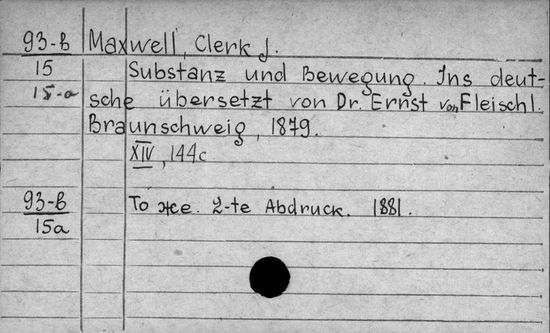 93-B Maxwell, Clerk J.
15 Substanz und Bewegung. Ins deut-
15-a sche übersetzt von Dr. Ernst von Fleischl.
Braunschweig, 1879.
XIV, 144 c
93-B То же. 2-te Abdruck. 1881.
15a